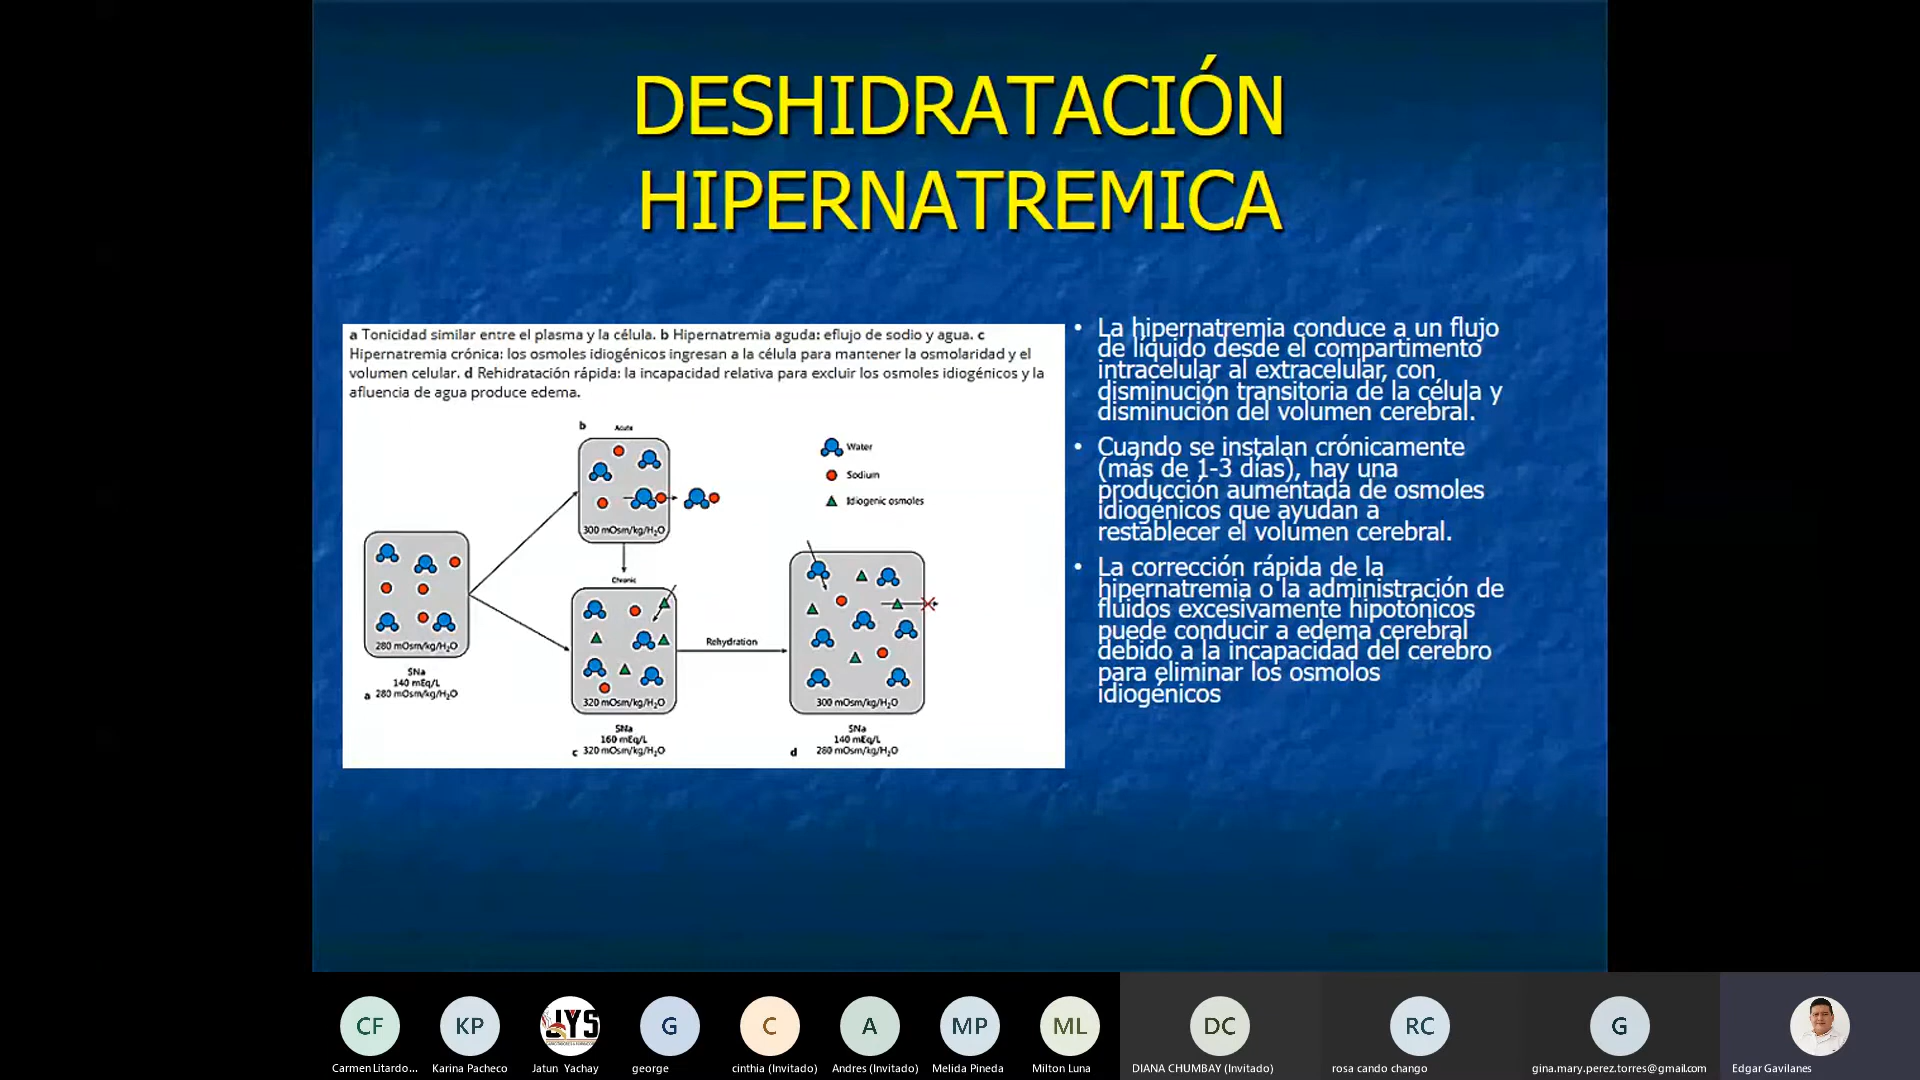 DESHIDRATACIÓN
HIPERNATREMICA
a Tonicidad similar entre el plasma y la célula. b Hipernatremia aguda: eflujo de sodio y agua. c
Hipernatremia crónica: los osmoles idiogénicos ingresan a la célula para mantener la osmolaridad y el
volumen celular. d Rehidratación rápida: la incapacidad relativa para excluir los osmoles idiogénicos y la
afluencia de agua produce edema.
b Acute
300 mOsm/kg/H₂O
Water
Sodium
Idiogenic osmoles
280 mOsm/kg/H₂O
SNa
140 mEq/L
a 280 mOsm/kg/H₂O
Chronic
320 mOsm/kg/H₂O
SNa
160 mEq/L
c 320 mOsm/kg/H₂O
Rehydration
300 mOsm/kg/H₂O
SNa
140 mEq/L
d 280 mOsm/kg/H₂O
• La hipernatremia conduce a un flujo
de líquido desde el compartimento
intracelular al extracelular, con
disminución transitoria de la célula y
disminución del volumen cerebral.
• Cuando se instalan crónicamente
(más de 1-3 días), hay una
producción aumentada de osmoles
idiogénicos que ayudan a
restablecer el volumen cerebral.
• La corrección rápida de la
hipernatremia o la administración de
fluidos excesivamente hipotónicos
puede conducir a edema cerebral
debido a la incapacidad del cerebro
para eliminar los osmolos
idiogénicos
CF
KP
JYS
G
C
A
MP
ML
DC
RC
G
Carmen Litardo...
Karina Pacheco
Jatun Yachay
george
cinthia (Invitado)
Andres (Invitado)
Melida Pineda
Milton Luna
DIANA CHUMBAY (Invitado)
rosa cando chango
gina.mary.perez.torres@gmail.com
Edgar Gavilanes